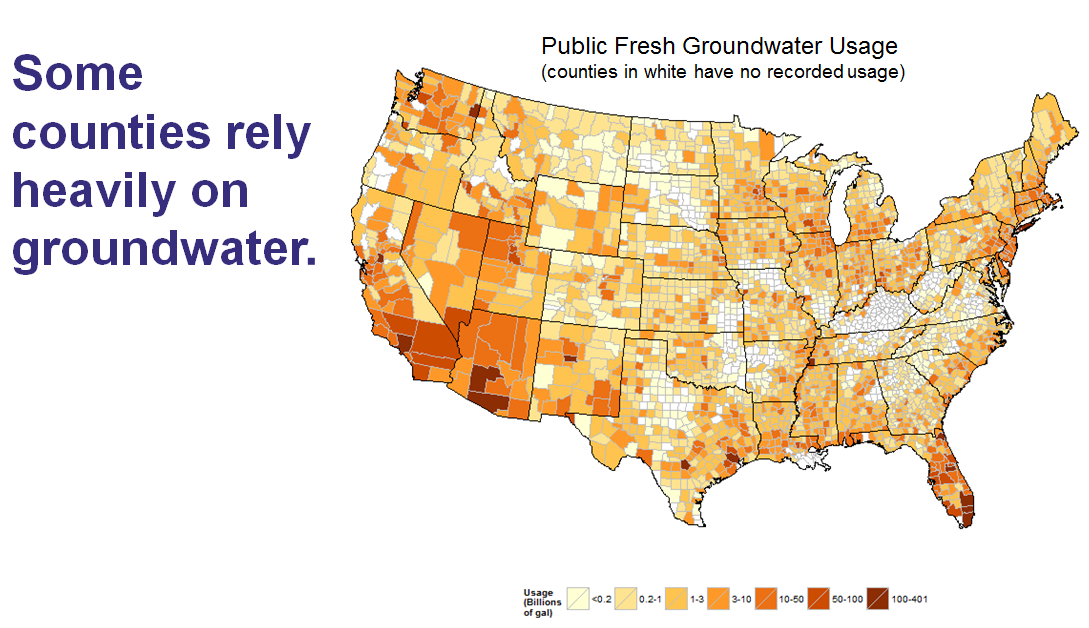 Some
counties rely
heavily on
groundwater.
Public Fresh Groundwater Usage
(counties in white have no recorded usage)
Usage
(Billions
of gal)
<0.2
0.2-1
1-3
3-10
10-50
50-100
100-401